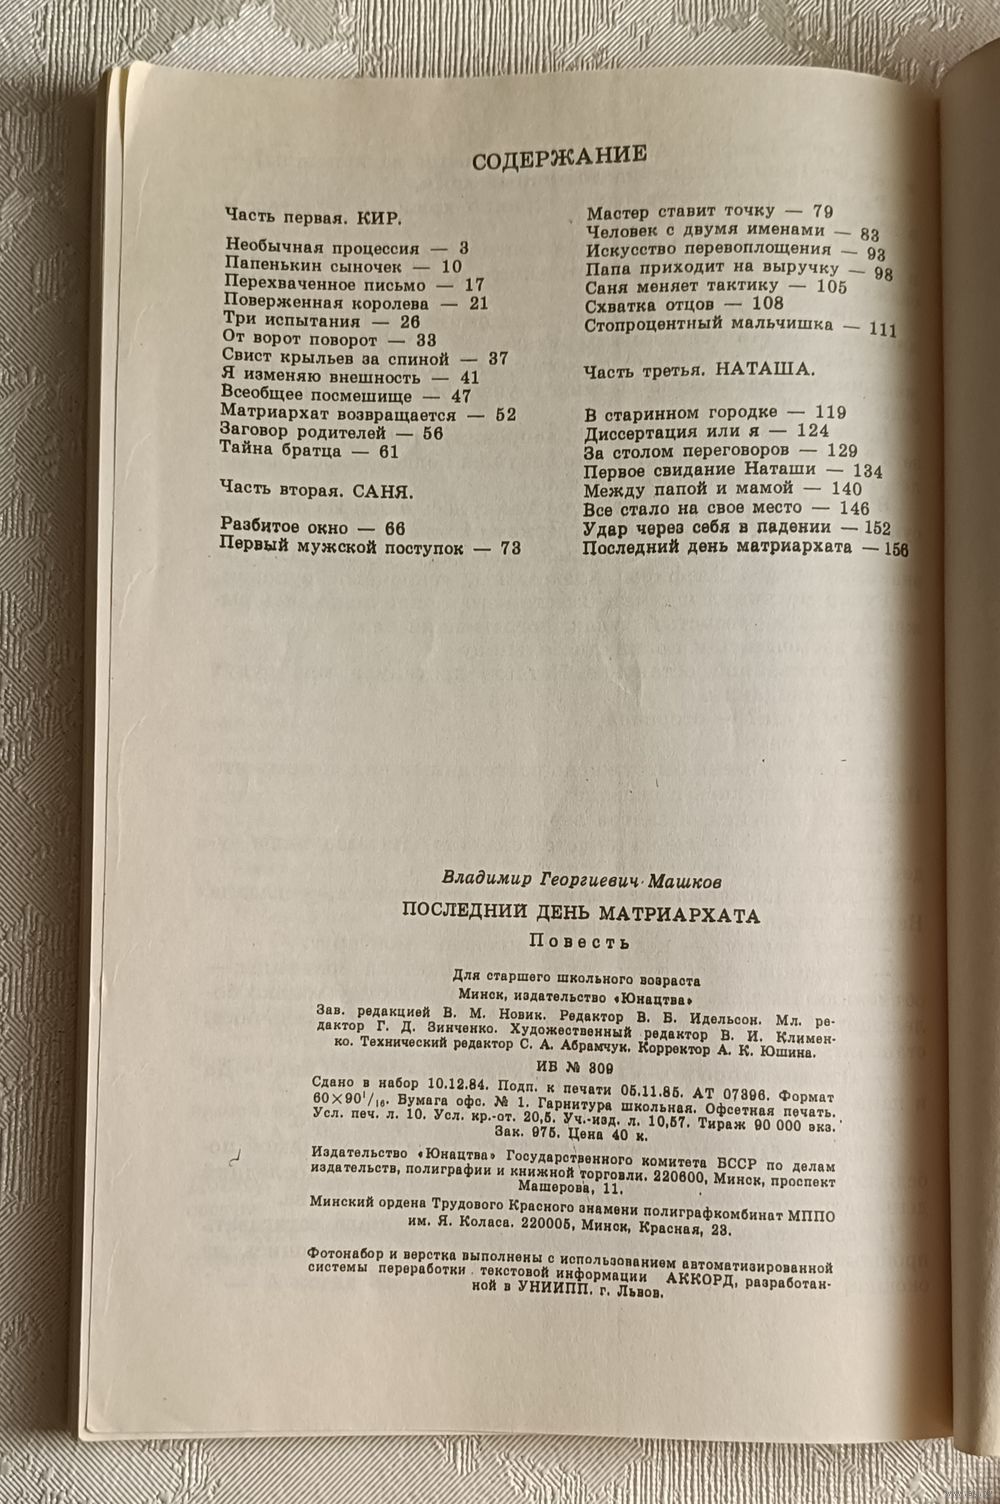 СОДЕРЖАНИЕ
Часть первая. КИР.
Необычная процессия — 3
Папенькин сыночек — 10
Перехваченное письмо — 17
Поверженная королева — 21
Три испытания — 26
От ворот поворот — 33
Свист крыльев за спиной — 37
Я изменяю внешность — 41
Всеобщее посмешище — 47
Матриархат возвращается — 52
Заговор родителей — 56
Тайна братца — 61
Часть вторая. САНЯ.
Разбитое окно — 66
Первый мужской поступок — 73
Мастер ставит точку — 79
Человек с двумя именами — 83
Искусство перевоплощения — 93
Папа приходит на выручку — 98
Саня меняет тактику — 105
Схватка отцов — 108
Стопроцентный мальчишка — 111
Часть третья. НАТАША.
В старинном городке — 119
Диссертация или я — 124
За столом переговоров — 129
Первое свидание Наташи — 134
Между папой и мамой — 140
Все стало на свое место — 146
Удар через себя в падении — 152
Последний день матриархата — 156
Владимир Георгиевич Машков
ПОСЛЕДНИЙ ДЕНЬ МАТРИАРХАТА
Повесть
Для старшего школьного возраста
Минск, издательство «Юнацтва»
Зав. редакцией В. М. Новик. Редактор В. Б. Идельсон. Мл. ре-
дактор Г. Д. Зинченко. Художественный редактор В. И. Климен-
ко. Технический редактор С. А. Абрамчук. Корректор А. К. Юшина.
ИБ № 309
Сдано в набор 10.12.84. Подп. к печати 05.11.85. АТ 07396. Формат
60×90¹/₁₆. Бумага офс. № 1. Гарнитура школьная. Офсетная печать.
Усл. печ. л. 10. Усл. кр.-от. 20,5. Уч.-изд. л. 10,57. Тираж 90 000 экз.
Зак. 975. Цена 40 к.
Издательство «Юнацтва» Государственного комитета БССР по делам
издательств, полиграфии и книжной торговли. 220600, Минск, проспект
Машерова, 11.
Минский ордена Трудового Красного знамени полиграфкомбинат МППО
им. Я. Коласа. 220005, Минск, Красная, 23.
Фотонабор и верстка выполнены с использованием автоматизированной
системы переработки текстовой информации АККОРД, разработан-
ной в УНИИПП. г. Львов.